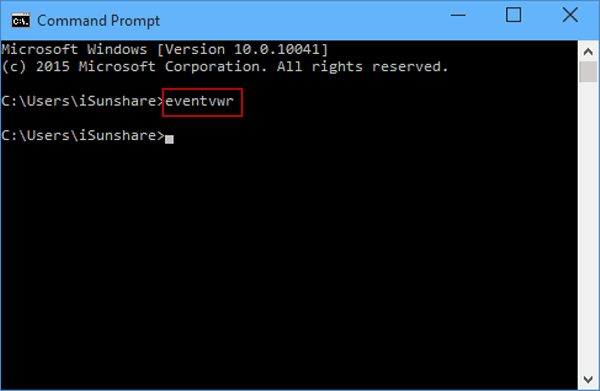 Command Prompt
Microsoft Windows [Version 10.0.10041]
(c) 2015 Microsoft Corporation. All rights reserved.
C:\Users\iSunshare>eventvwr
C:\Users\iSunshare>